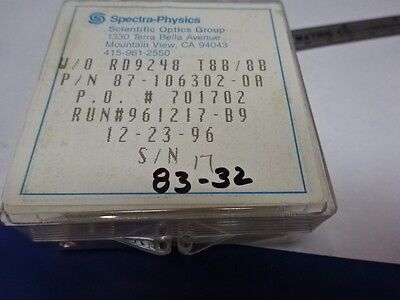 Spectra-Physics
Scientific Optics Group
1330 Terra Bella Avenue
Mountain View, CA 94043
415-961-2550
W/O RD9248 T88/8B
P/N 87-106302-0A
P.O. # 701702
RUN#961217-B9
12-23-96
S/N 17
83-32